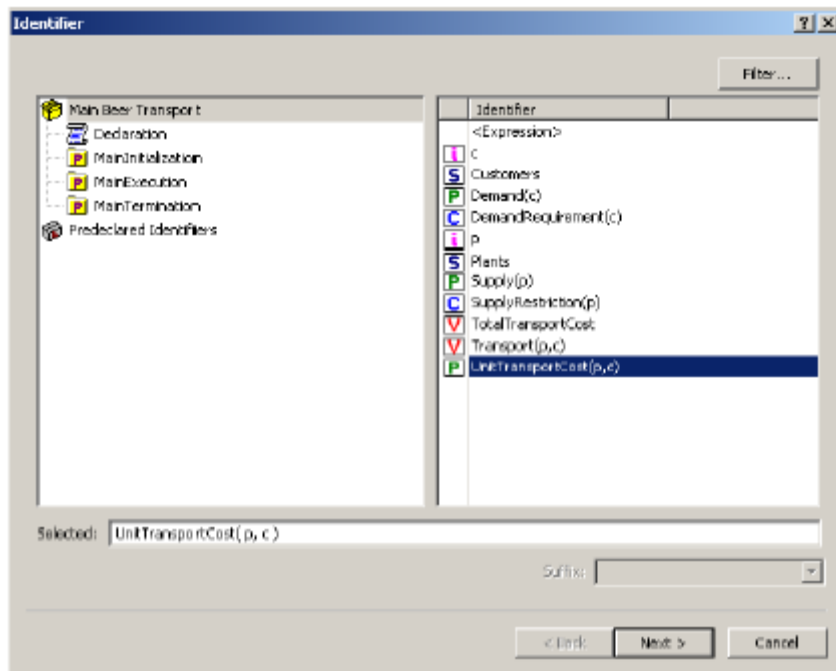 Identifier
Filter...
Main Beer Transport
Declaration
MainInitialization
MainExecution
MainTermination
Predeclared Identifiers
Identifier
<Expression>
i c
S Customers
P Demand(c)
C DemandRequirement(c)
i p
S Plants
P Supply(p)
C SupplyRestriction(p)
V TotalTransportCost
V Transport(p,c)
P UnitTransportCost(p,c)
Selected: UnitTransportCost( p, c )
Suffix:
< Back Next > Cancel